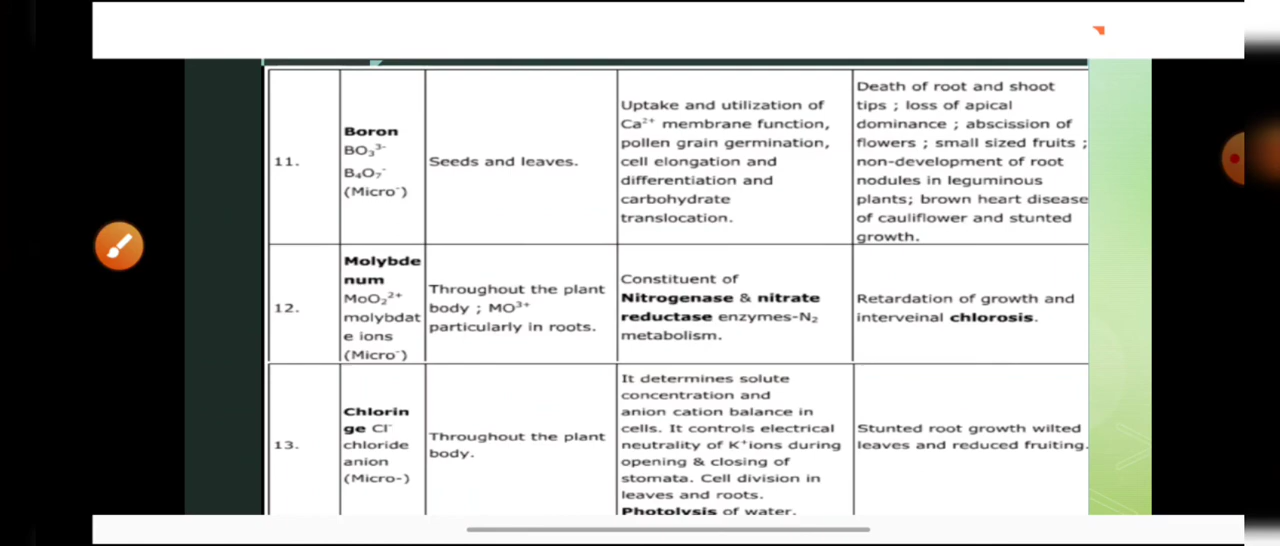 11.
Boron
BO₃³⁻
B₄O₇⁻
(Micro⁻)
Seeds and leaves.
Uptake and utilization of
Ca²⁺ membrane function,
pollen grain germination,
cell elongation and
differentiation and
carbohydrate
translocation.
Death of root and shoot
tips ; loss of apical
dominance ; abscission of
flowers ; small sized fruits ;
non-development of root
nodules in leguminous
plants; brown heart disease
of cauliflower and stunted
growth.
12.
Molybde
num
MoO₂²⁺
molybdat
e ions
(Micro⁻)
Throughout the plant
body ; MO³⁺
particularly in roots.
Constituent of
Nitrogenase & nitrate
reductase enzymes-N₂
metabolism.
Retardation of growth and
interveinal chlorosis.
13.
Chlorin
ge Cl⁻
chloride
anion
(Micro-)
Throughout the plant
body.
It determines solute
concentration and
anion cation balance in
cells. It controls electrical
neutrality of K⁺ions during
opening & closing of
stomata. Cell division in
leaves and roots.
Photolysis of water.
Stunted root growth wilted
leaves and reduced fruiting.